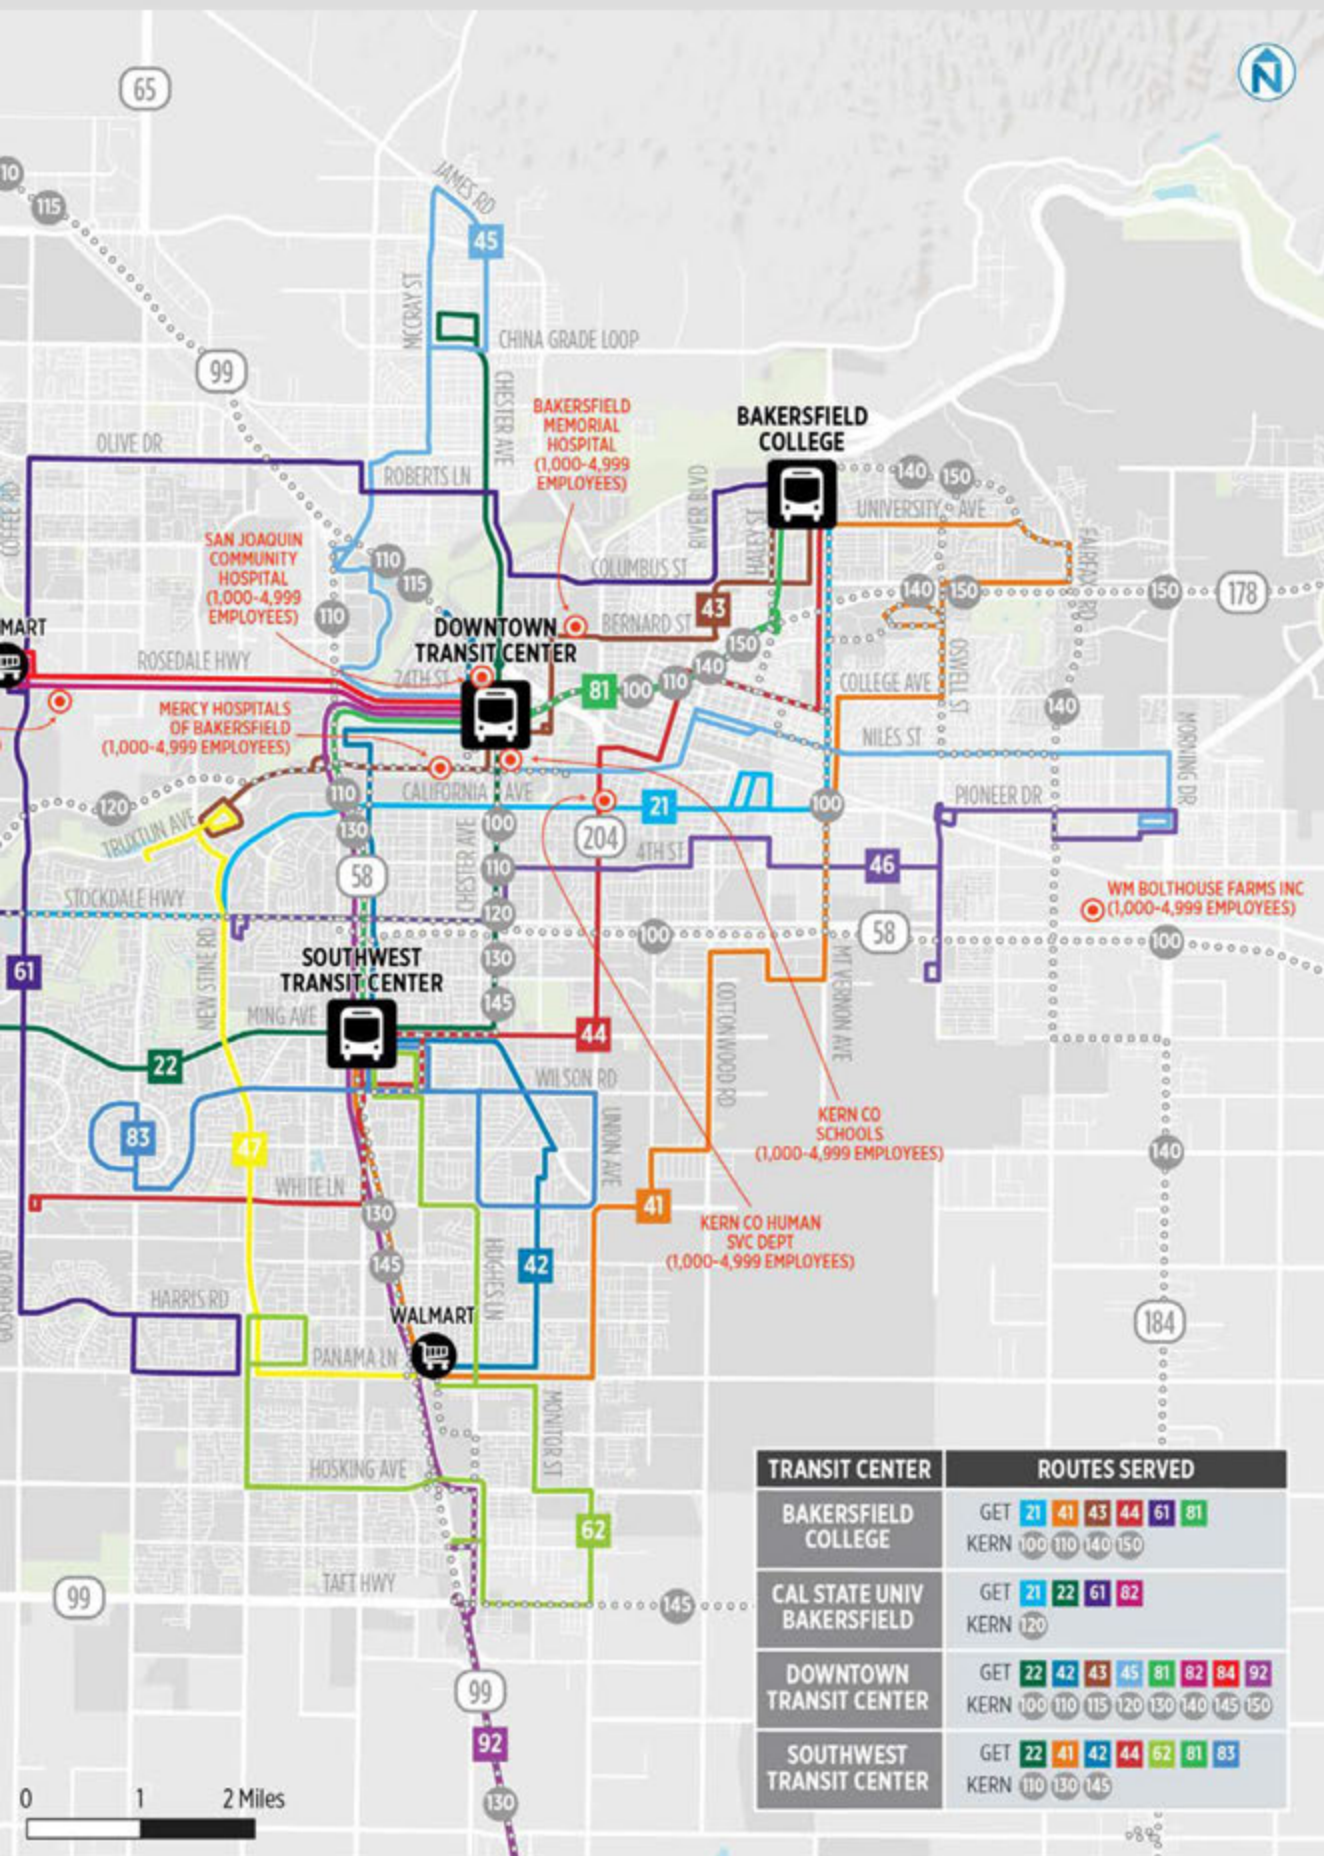 N
65
10
115
JAMES RD
45
MCCRAY ST
CHINA GRADE LOOP
99
CHESTER AVE
BAKERSFIELD
MEMORIAL
HOSPITAL
(1,000-4,999
EMPLOYEES)
BAKERSFIELD
COLLEGE
OLIVE DR
ROBERTS LN
COFFEE RD
RIVER BLVD
HALEY ST
140
150
UNIVERSITY AVE
FAIRFAX RD
SAN JOAQUIN
COMMUNITY
HOSPITAL
(1,000-4,999
EMPLOYEES)
110
115
110
COLUMBUS ST
43
BERNARD ST
140
150
150
178
MART
DOWNTOWN
TRANSIT CENTER
ROSEDALE HWY
24TH ST
150
140
110
100
81
COLLEGE AVE
OSWELL ST
140
MERCY HOSPITALS
OF BAKERSFIELD
(1,000-4,999 EMPLOYEES)
NILES ST
MORNING DR
120
TRUXTUN AVE
110
CALIFORNIA AVE
21
100
PIONEER DR
130
CHESTER AVE
100
204
4TH ST
58
110
46
STOCKDALE HWY
120
100
58
WM BOLTHOUSE FARMS INC
(1,000-4,999 EMPLOYEES)
100
61
NEW STINE RD
SOUTHWEST
TRANSIT CENTER
130
145
MING AVE
22
44
COTTONWOOD RD
MT VERNON AVE
WILSON RD
UNION AVE
83
47
KERN CO
SCHOOLS
(1,000-4,999 EMPLOYEES)
140
WHITE LN
130
41
145
KERN CO HUMAN
SVC DEPT
(1,000-4,999 EMPLOYEES)
42
HUGHES LN
GOSFORD RD
HARRIS RD
WALMART
184
PANAMA LN
MONITOR ST
HOSKING AVE
62
TAFT HWY
99
145
99
92
130
0 1 2 Miles
TRANSIT CENTER ROUTES SERVED
BAKERSFIELD
COLLEGE
GET 21 41 43 44 61 81
KERN 100 110 140 150
CAL STATE UNIV
BAKERSFIELD
GET 21 22 61 82
KERN 120
DOWNTOWN
TRANSIT CENTER
GET 22 42 43 45 81 82 84 92
KERN 100 110 115 120 130 140 145 150
SOUTHWEST
TRANSIT CENTER
GET 22 41 42 44 62 81 83
KERN 110 130 145